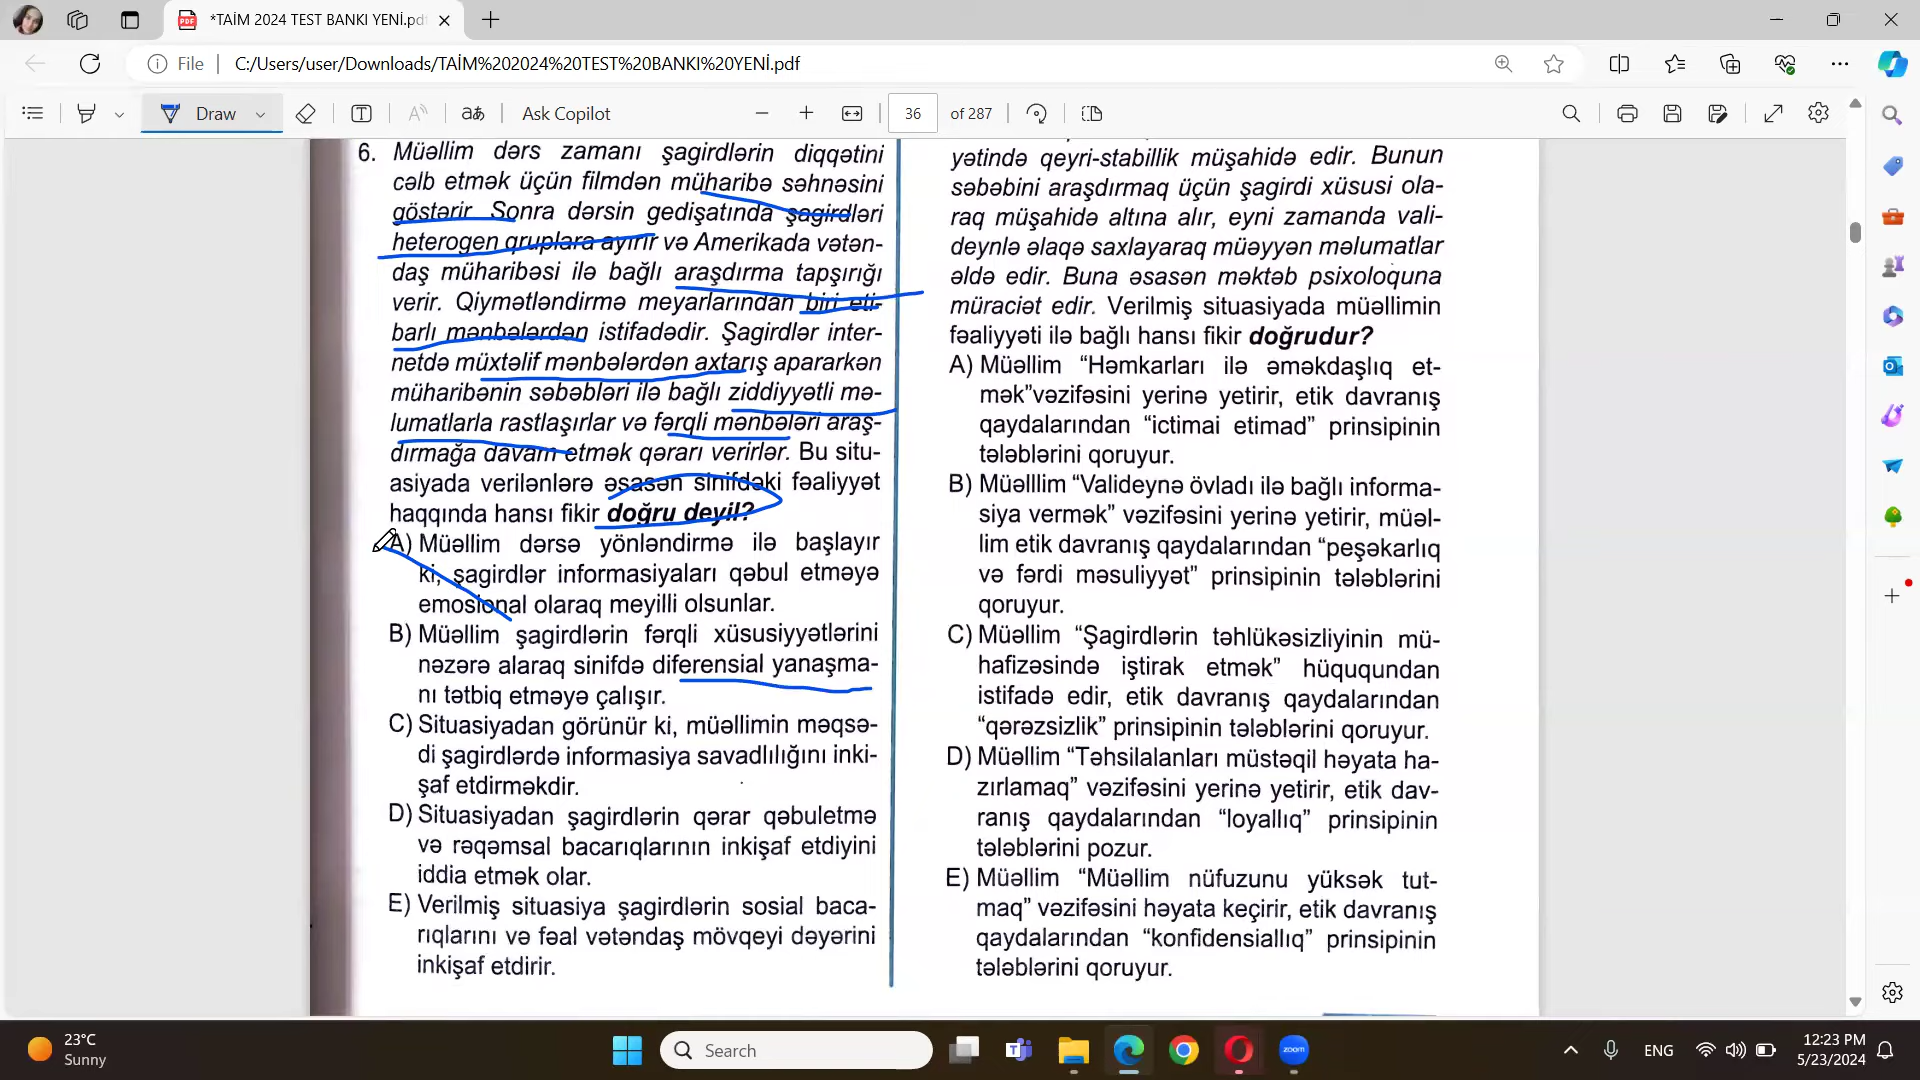 *TAİM 2024 TEST BANKI YENİ.pdf
File
C:/Users/user/Downloads/TAİM%202024%20TEST%20BANKI%20YENİ.pdf
Draw
Ask Copilot
36 of 287
6. Müəllim dərs zamanı şagirdlərin diqqətini
cəlb etmək üçün filmdən müharibə səhnəsini
göstərir. Sonra dərsin gedişatında şagirdləri
heterogen qruplara ayırır və Amerikada vətən-
daş müharibəsi ilə bağlı araşdırma tapşırığı
verir. Qiymətləndirmə meyarlarından biri eti-
barlı mənbələrdən istifadədir. Şagirdlər inter-
netdə müxtəlif mənbələrdən axtarış apararkən
müharibənin səbəbləri ilə bağlı ziddiyyətli mə-
lumatlarla rastlaşırlar və fərqli mənbələri araş-
dırmağa davam etmək qərarı verirlər. Bu situ-
asiyada verilənlərə əsasən sinifdəki fəaliyyət
haqqında hansı fikir doğru deyil?
A) Müəllim dərsə yönləndirmə ilə başlayır
ki, şagirdlər informasiyaları qəbul etməyə
emosional olaraq meyilli olsunlar.
B) Müəllim şagirdlərin fərqli xüsusiyyətlərini
nəzərə alaraq sinifdə diferensial yanaşma-
nı tətbiq etməyə çalışır.
C) Situasiyadan görünür ki, müəllimin məqsə-
di şagirdlərdə informasiya savadlılığını inki-
şaf etdirməkdir.
D) Situasiyadan şagirdlərin qərar qəbuletmə
və rəqəmsal bacarıqlarının inkişaf etdiyini
iddia etmək olar.
E) Verilmiş situasiya şagirdlərin sosial baca-
rıqlarını və fəal vətəndaş mövqeyi dəyərini
inkişaf etdirir.
yətində qeyri-stabillik müşahidə edir. Bunun
səbəbini araşdırmaq üçün şagirdi xüsusi ola-
raq müşahidə altına alır, eyni zamanda vali-
deynlə əlaqə saxlayaraq müəyyən məlumatlar
əldə edir. Buna əsasən məktəb psixoloquna
müraciət edir. Verilmiş situasiyada müəllimin
fəaliyyəti ilə bağlı hansı fikir doğrudur?
A) Müəllim “Həmkarları ilə əməkdaşlıq et-
mək”vəzifəsini yerinə yetirir, etik davranış
qaydalarından “ictimai etimad” prinsipinin
tələblərini qoruyur.
B) Müəlllim “Valideynə övladı ilə bağlı informa-
siya vermək” vəzifəsini yerinə yetirir, müəl-
lim etik davranış qaydalarından “peşəkarlıq
və fərdi məsuliyyət” prinsipinin tələblərini
qoruyur.
C) Müəllim “Şagirdlərin təhlükəsizliyinin mü-
hafizəsində iştirak etmək” hüququndan
istifadə edir, etik davranış qaydalarından
“qərəzsizlik” prinsipinin tələblərini qoruyur.
D) Müəllim “Təhsilalanları müstəqil həyata ha-
zırlamaq” vəzifəsini yerinə yetirir, etik dav-
ranış qaydalarından “loyallıq” prinsipinin
tələblərini pozur.
E) Müəllim “Müəllim nüfuzunu yüksək tut-
maq” vəzifəsini həyata keçirir, etik davranış
qaydalarından “konfidensiallıq” prinsipinin
tələblərini qoruyur.
23°C
Sunny
Search
zoom
ENG
12:23 PM
5/23/2024